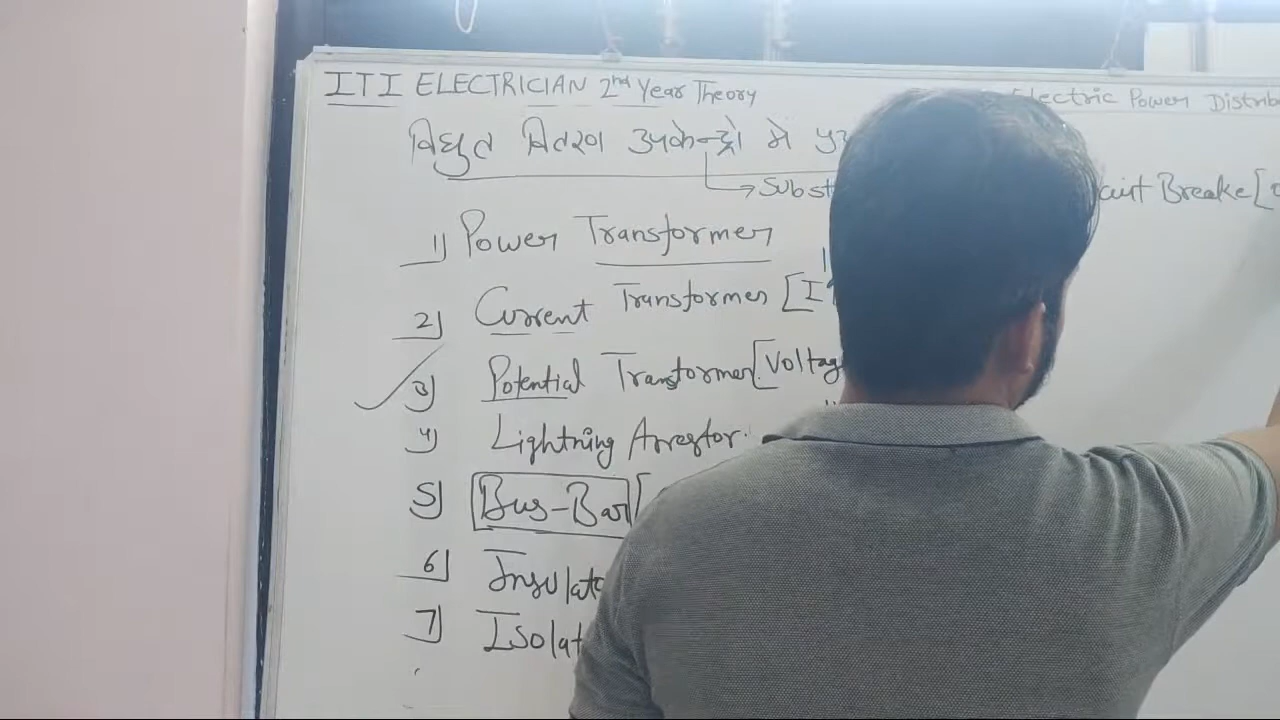 ITI ELECTRICIAN 2nd Year Theory
Electric Power Distrib
विधुत वितरण उपकेन्द्रो मे
→ Subst
Breake [
1) Power Transformer
2) Current Transformer [I
3) Potential Transformer [Voltag
4) Lightning Arrestor.
5) Bus-Bar [
6) Insulat
7) Isolat